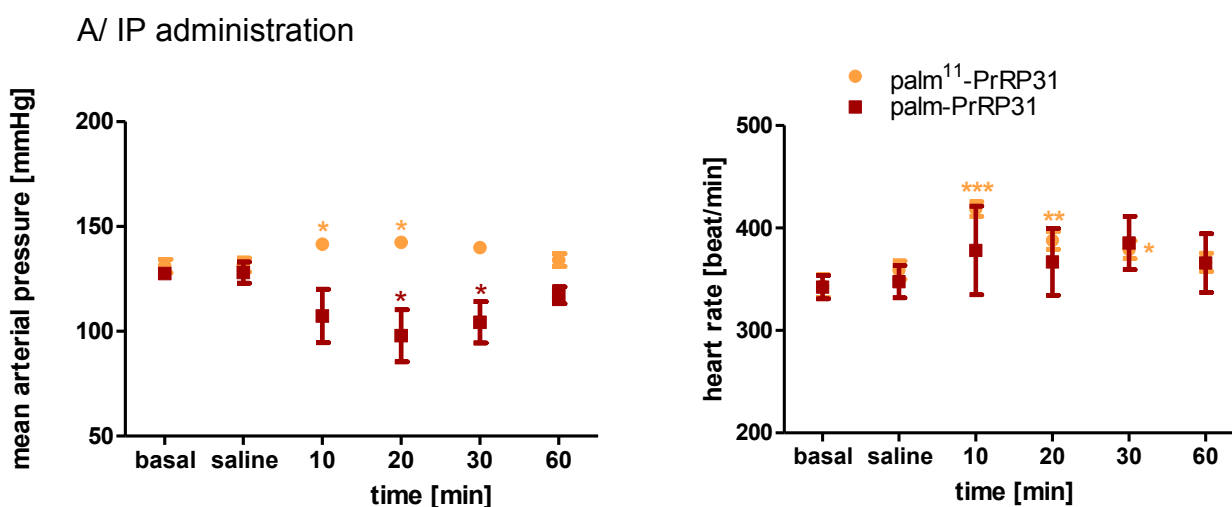 A/ IP administration
mean arterial pressure [mmHg]
200
150
100
50
* *
* *
basal saline 10 20 30 60
time [min]
palm¹¹-PrRP31
palm-PrRP31
heart rate [beat/min]
500
400
300
200
***
**
*
basal saline 10 20 30 60
time [min]